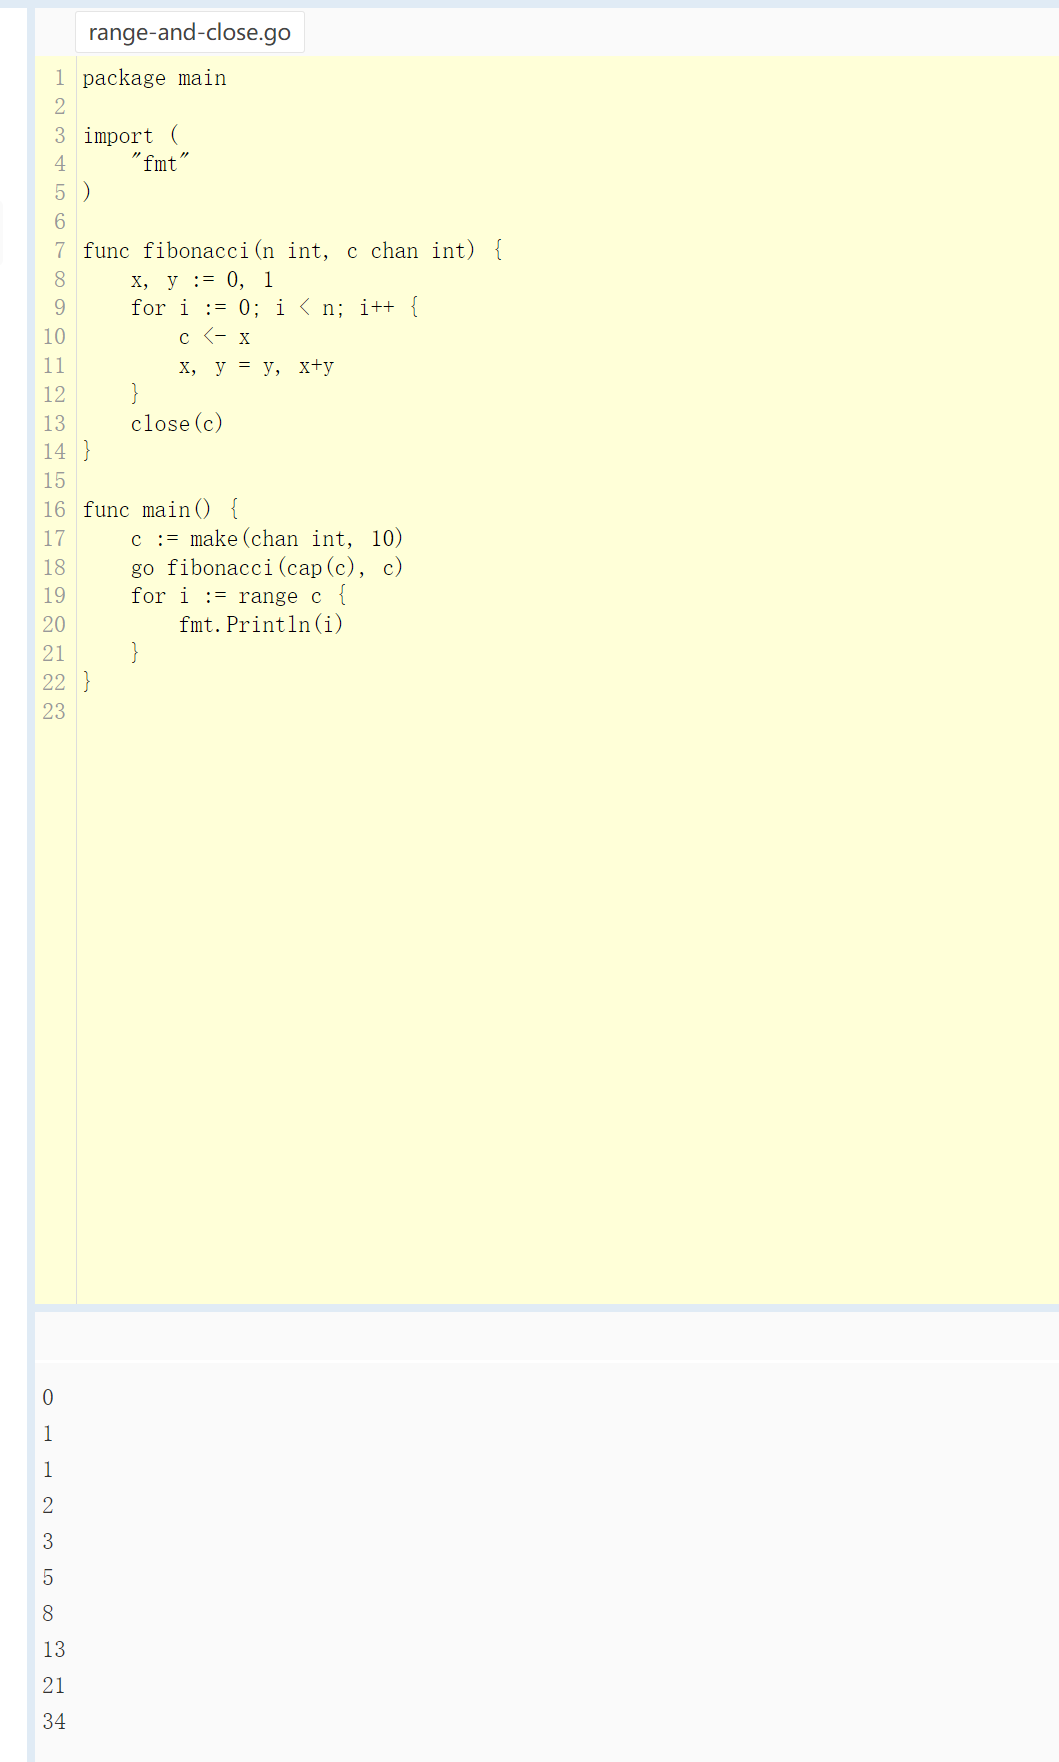 range-and-close.go
1 package main
2
3 import (
4     "fmt"
5 )
6
7 func fibonacci(n int, c chan int) {
8     x, y := 0, 1
9     for i := 0; i < n; i++ {
10         c <- x
11         x, y = y, x+y
12     }
13     close(c)
14 }
15
16 func main() {
17     c := make(chan int, 10)
18     go fibonacci(cap(c), c)
19     for i := range c {
20         fmt.Println(i)
21     }
22 }
23
0
1
1
2
3
5
8
13
21
34